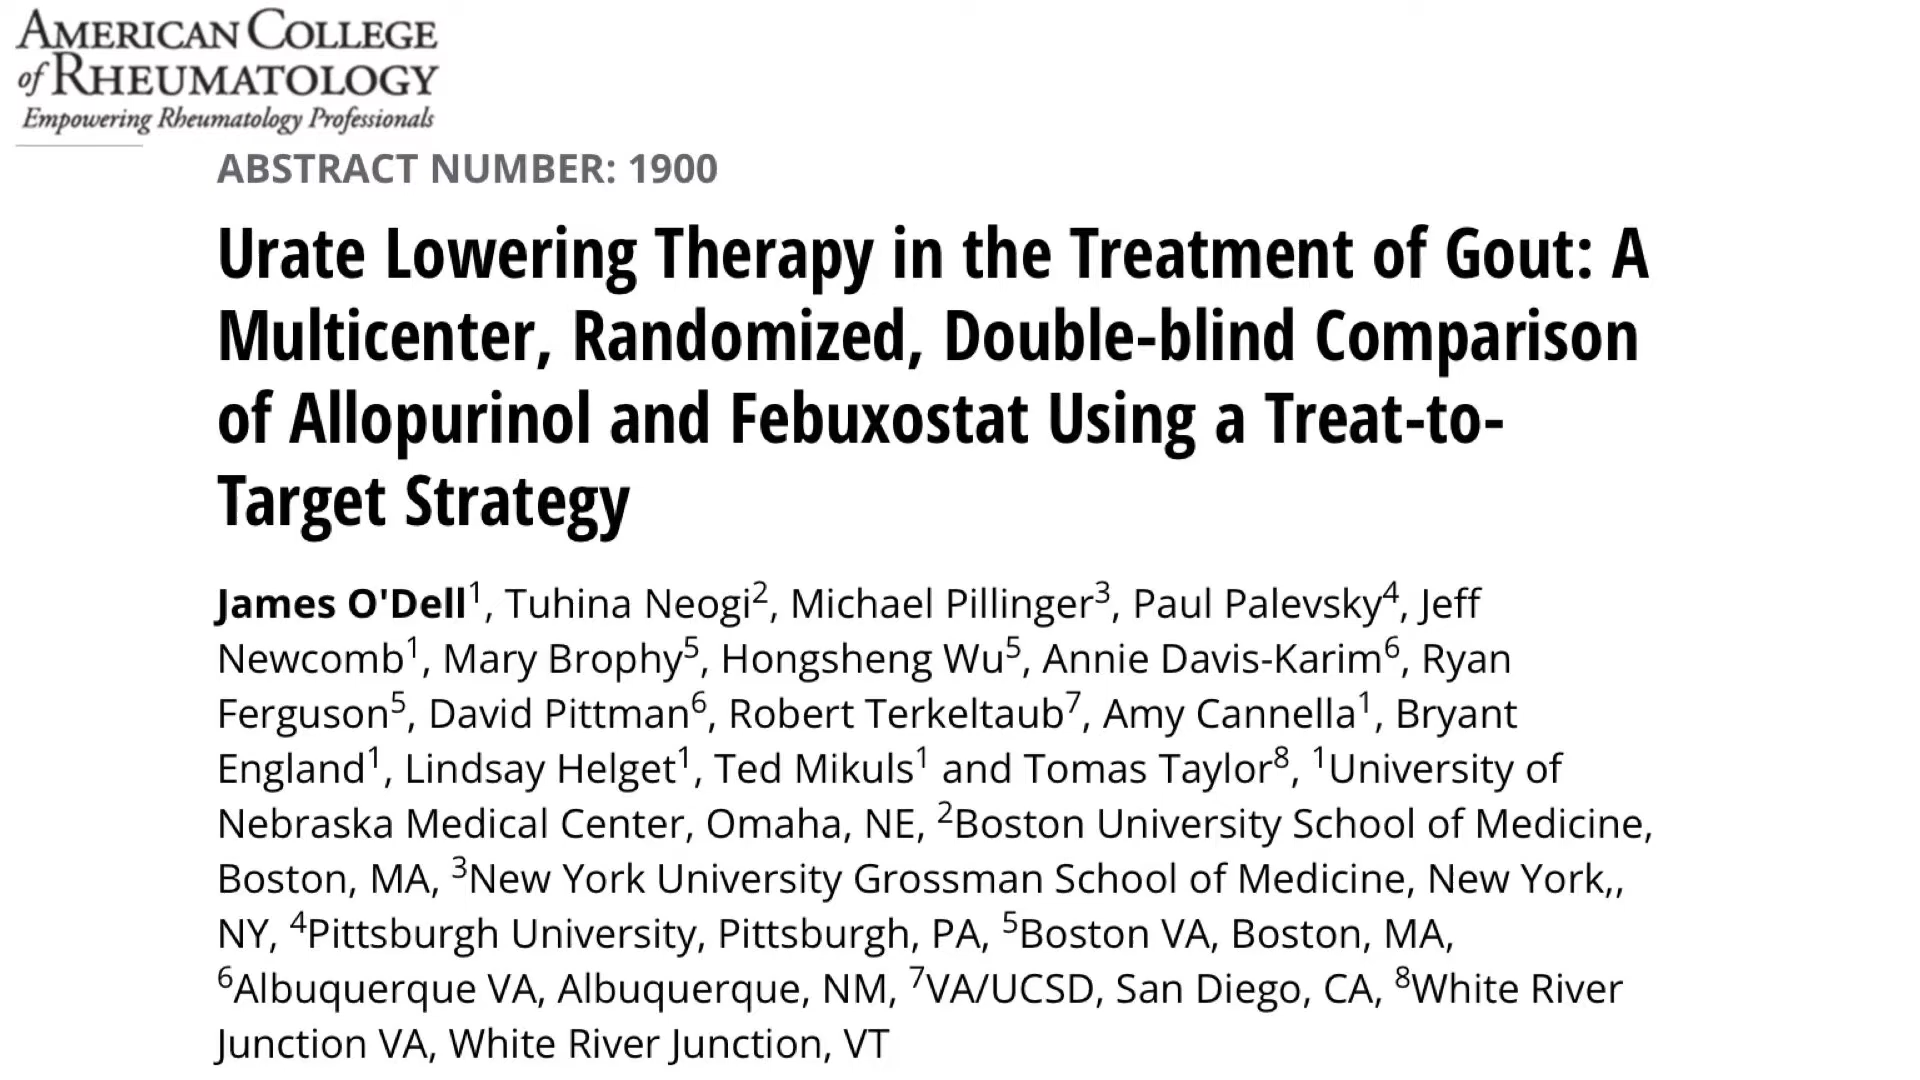 AMERICAN COLLEGE
of RHEUMATOLOGY
Empowering Rheumatology Professionals
ABSTRACT NUMBER: 1900
Urate Lowering Therapy in the Treatment of Gout: A
Multicenter, Randomized, Double-blind Comparison
of Allopurinol and Febuxostat Using a Treat-to-
Target Strategy
James O'Dell1, Tuhina Neogi2, Michael Pillinger3, Paul Palevsky4, Jeff
Newcomb1, Mary Brophy5, Hongsheng Wu5, Annie Davis-Karim6, Ryan
Ferguson5, David Pittman6, Robert Terkeltaub7, Amy Cannella1, Bryant
England1, Lindsay Helget1, Ted Mikuls1 and Tomas Taylor8, 1University of
Nebraska Medical Center, Omaha, NE, 2Boston University School of Medicine,
Boston, MA, 3New York University Grossman School of Medicine, New York,,
NY, 4Pittsburgh University, Pittsburgh, PA, 5Boston VA, Boston, MA,
6Albuquerque VA, Albuquerque, NM, 7VA/UCSD, San Diego, CA, 8White River
Junction VA, White River Junction, VT